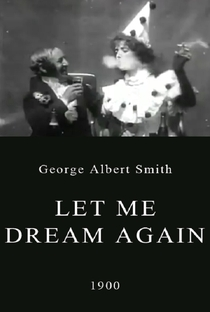 George Albert Smith
LET ME
DREAM AGAIN
1900